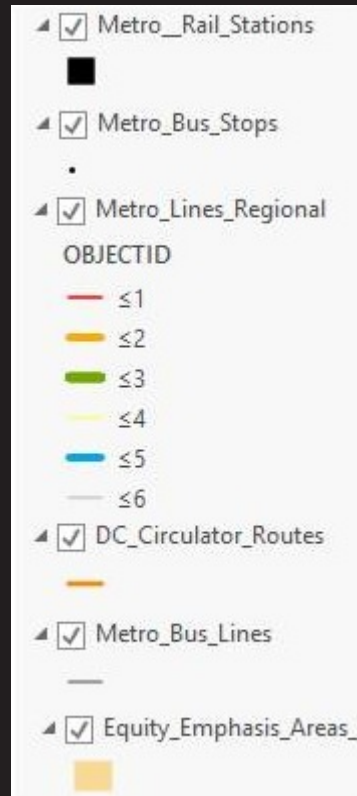 Metro__Rail_Stations
Metro_Bus_Stops
Metro_Lines_Regional
OBJECTID
≤1
≤2
≤3
≤4
≤5
≤6
DC_Circulator_Routes
Metro_Bus_Lines
Equity_Emphasis_Areas_